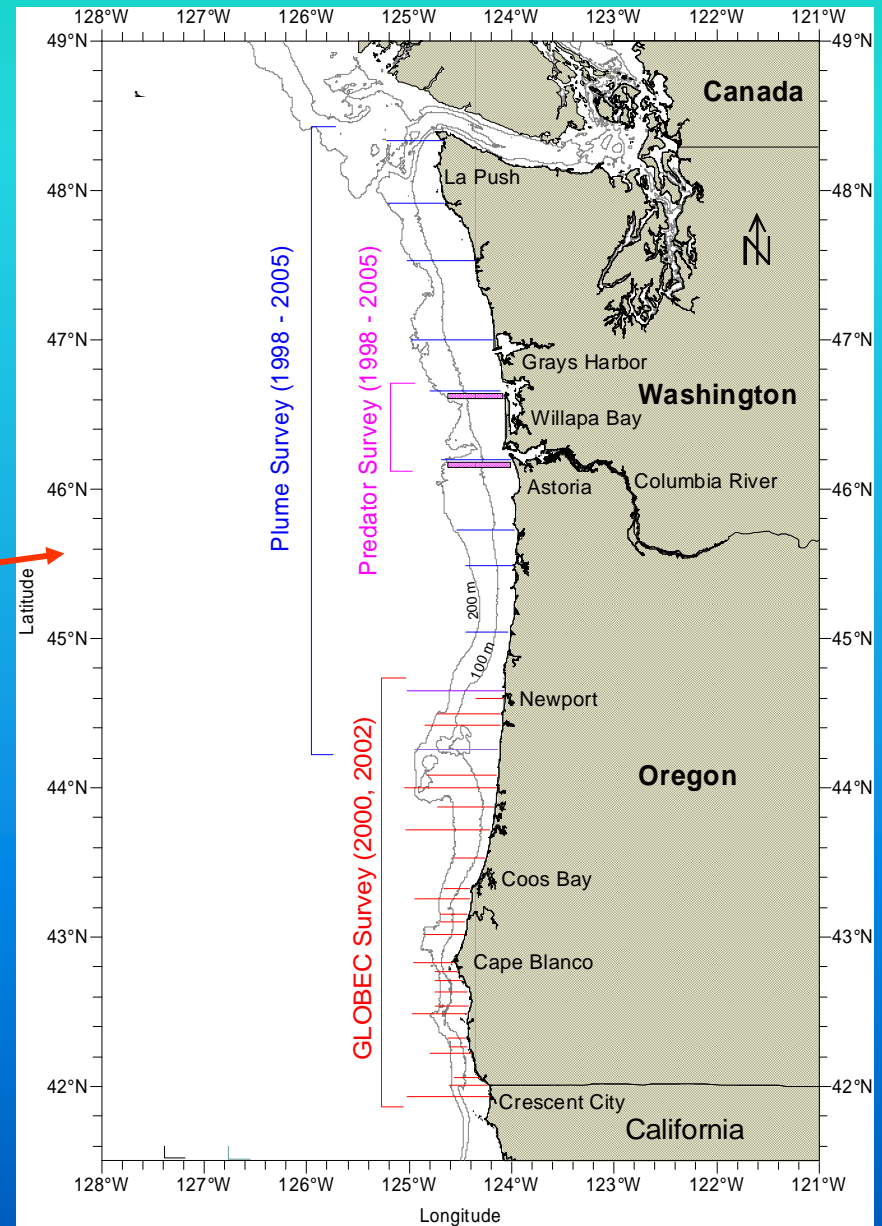 128°W 127°W 126°W 125°W 124°W 123°W 122°W 121°W
49°N 49°N
r
Canada
La Push
48°N 48°N
N
Plume Survey (1998 - 2005)
Predator Survey (1998 - 2005)
47°N 47°N
Grays Harbor
Washington
Willapa Bay
46°N 46°N
Astoria
Columbia River
Latitude
200 m
45°N 45°N
100 m
Newport
GLOBEC Survey (2000, 2002)
44°N 44°N
Oregon
Coos Bay
43°N 43°N
Cape Blanco
42°N 42°N
Crescent City
California
128°W 127°W 126°W 125°W 124°W 123°W 122°W 121°W
Longitude